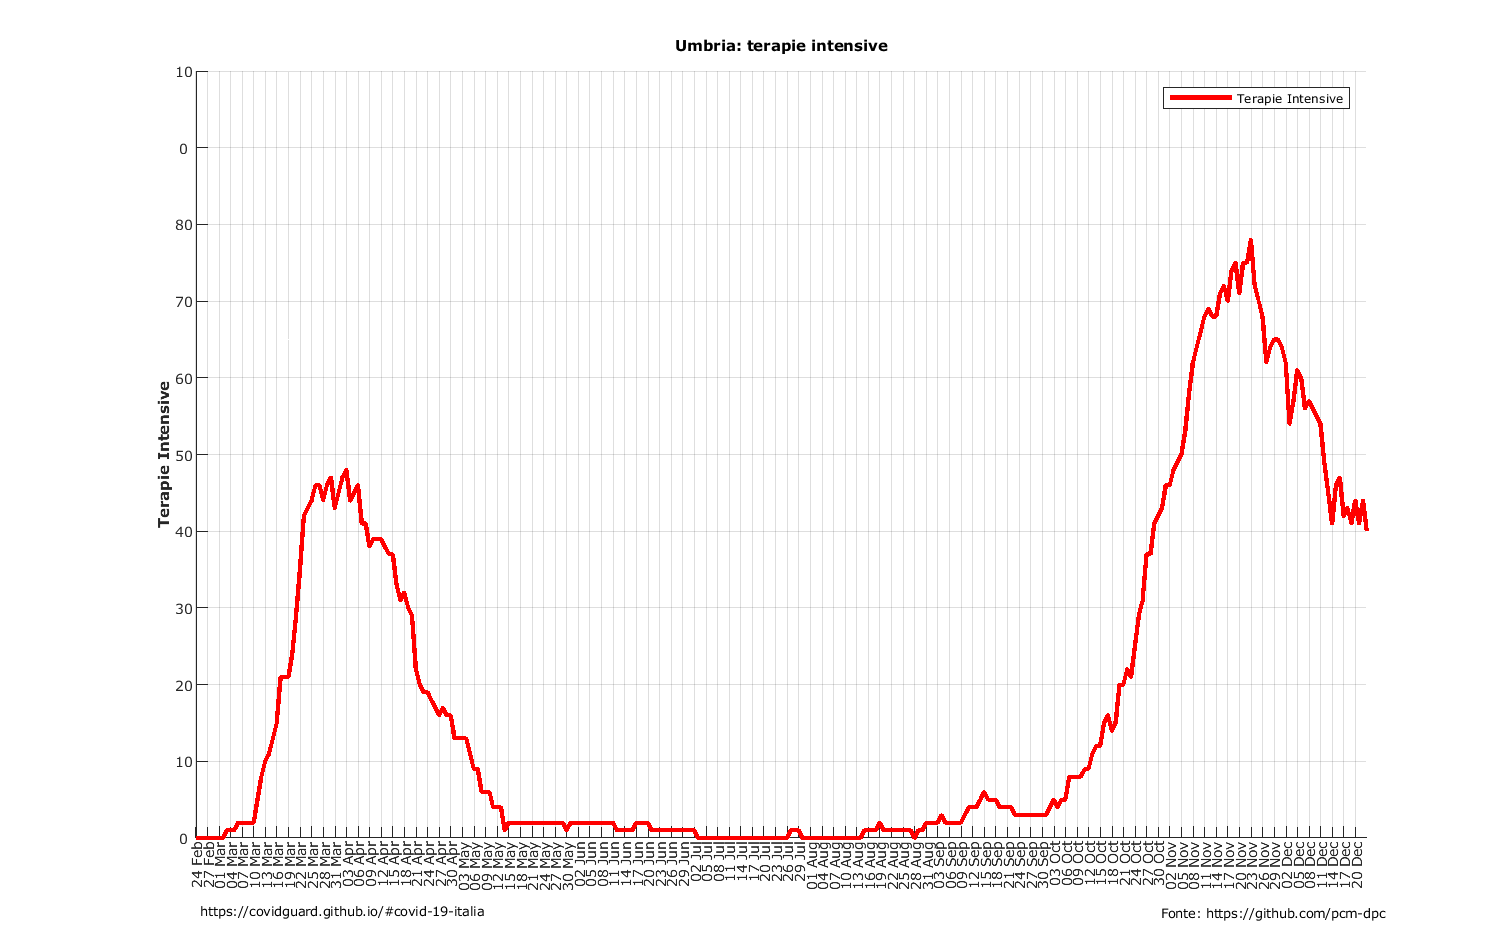 Umbria: terapie intensive
Terapie Intensive
Terapie Intensive
10
0
80
70
60
50
40
30
20
10
0
24 Feb
27 Feb
01 Mar
04 Mar
07 Mar
10 Mar
13 Mar
16 Mar
19 Mar
22 Mar
25 Mar
28 Mar
31 Mar
03 Apr
06 Apr
09 Apr
12 Apr
15 Apr
18 Apr
21 Apr
24 Apr
27 Apr
30 Apr
03 May
06 May
09 May
12 May
15 May
18 May
21 May
24 May
27 May
30 May
02 Jun
05 Jun
08 Jun
11 Jun
14 Jun
17 Jun
20 Jun
23 Jun
26 Jun
29 Jun
02 Jul
05 Jul
08 Jul
11 Jul
14 Jul
17 Jul
20 Jul
23 Jul
26 Jul
29 Jul
01 Aug
04 Aug
07 Aug
10 Aug
13 Aug
16 Aug
19 Aug
22 Aug
25 Aug
28 Aug
31 Aug
03 Sep
06 Sep
09 Sep
12 Sep
15 Sep
18 Sep
21 Sep
24 Sep
27 Sep
30 Sep
03 Oct
06 Oct
09 Oct
12 Oct
15 Oct
18 Oct
21 Oct
24 Oct
27 Oct
30 Oct
02 Nov
05 Nov
08 Nov
11 Nov
14 Nov
17 Nov
20 Nov
23 Nov
26 Nov
29 Nov
02 Dec
05 Dec
08 Dec
11 Dec
14 Dec
17 Dec
20 Dec
https://covidguard.github.io/#covid-19-italia
Fonte: https://github.com/pcm-dpc